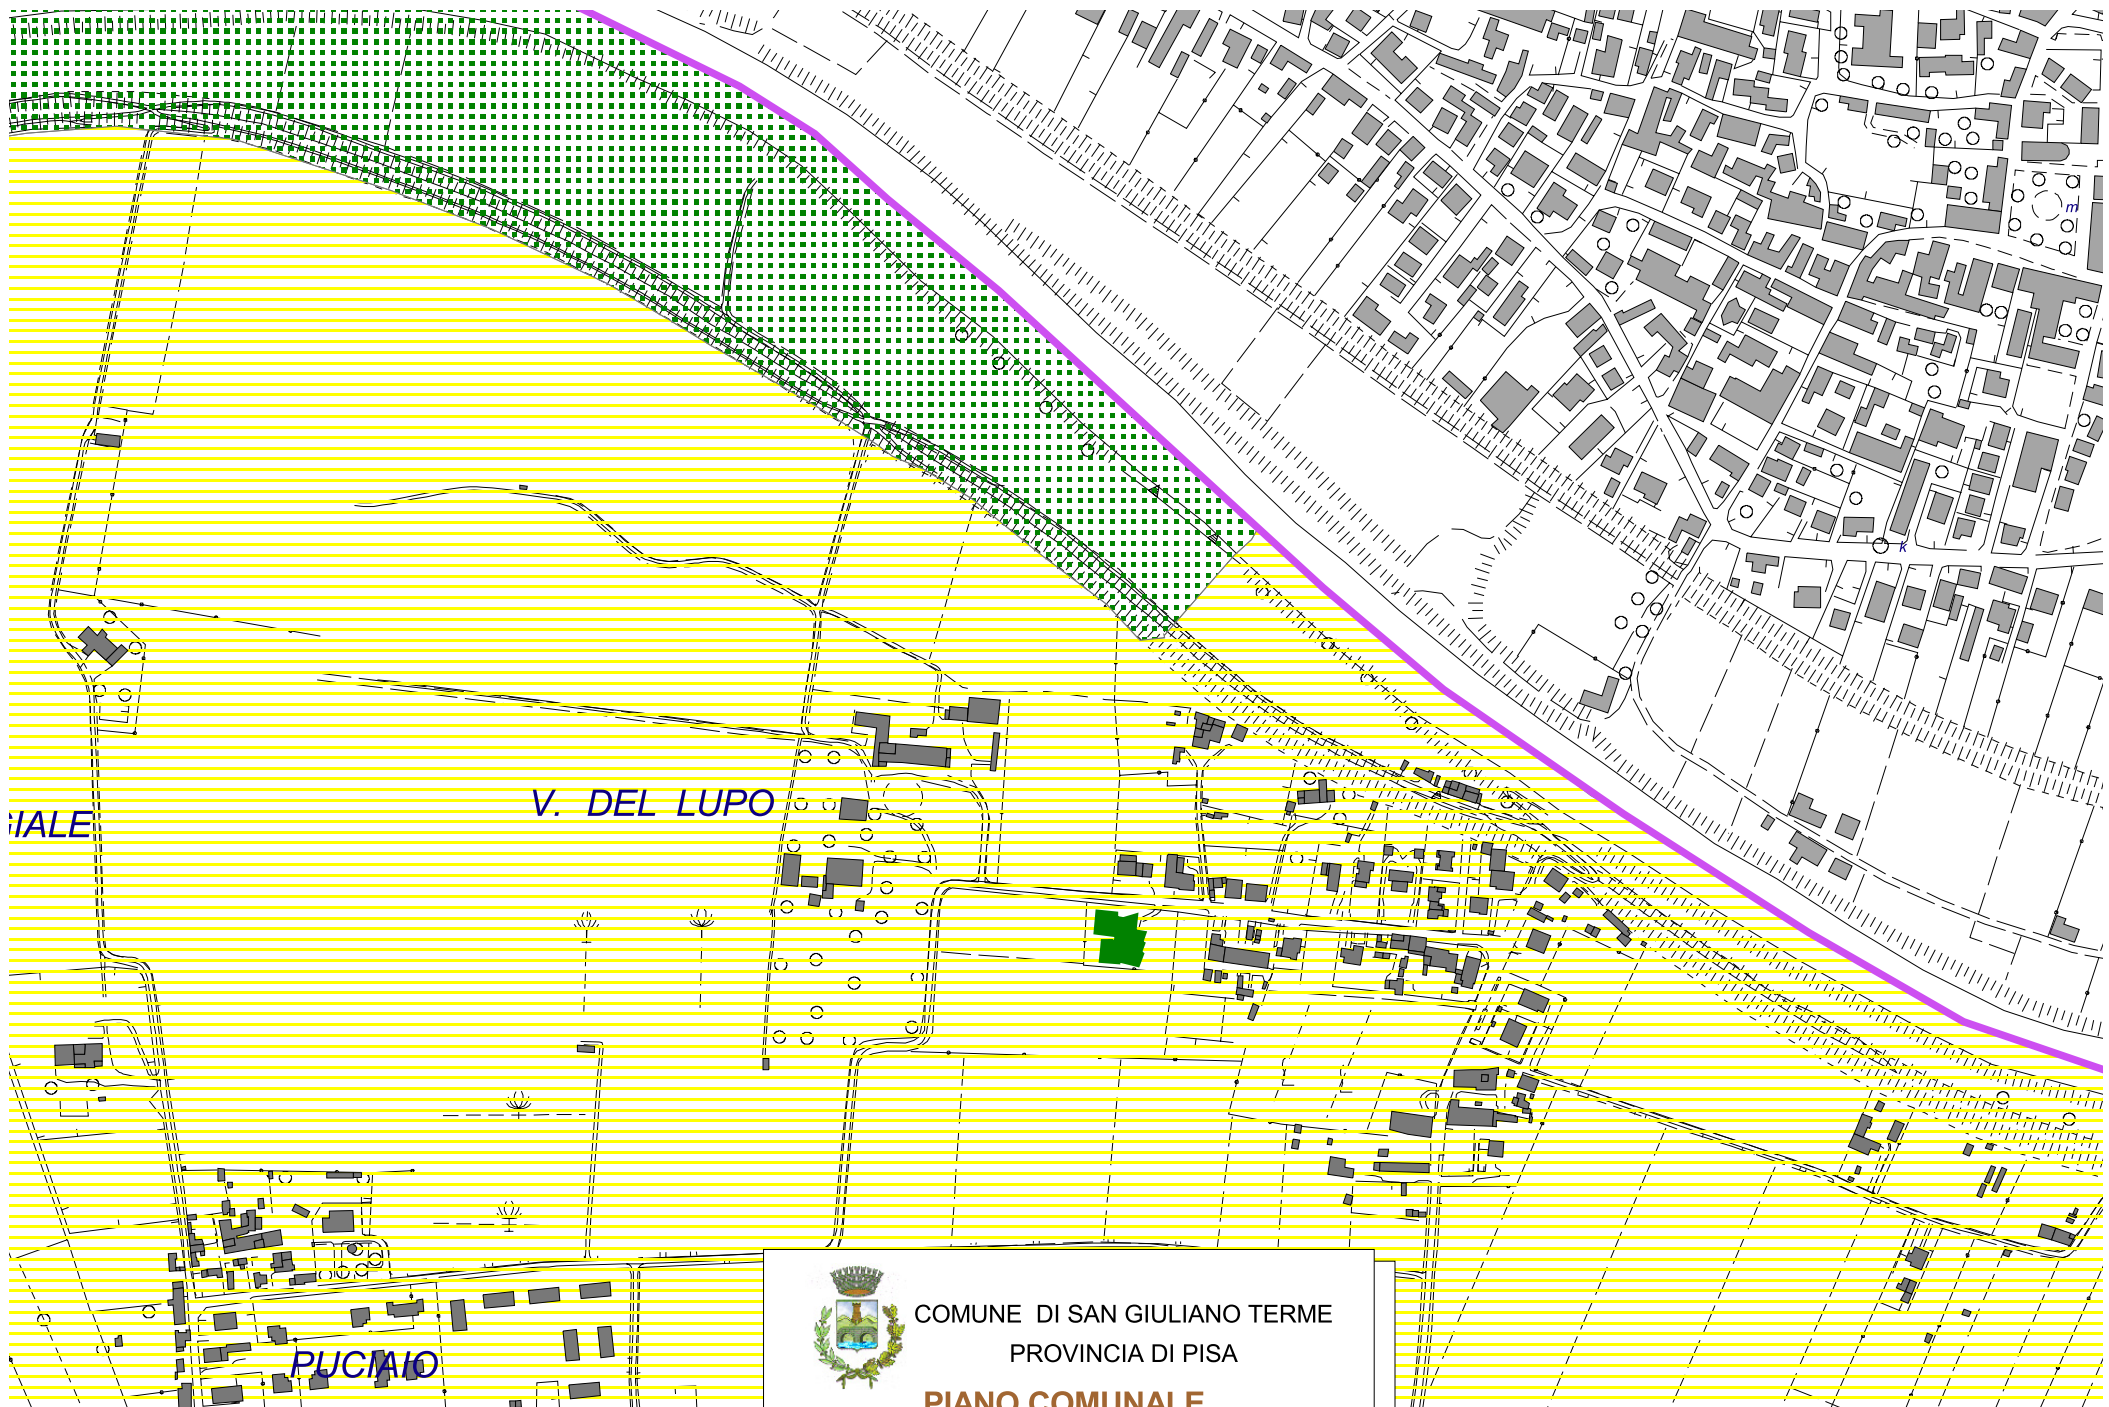 m
k
V. DEL LUPO
IALE
COMUNE DI SAN GIULIANO TERME
PROVINCIA DI PISA
PUCIAIO
PIANO COMUNALE